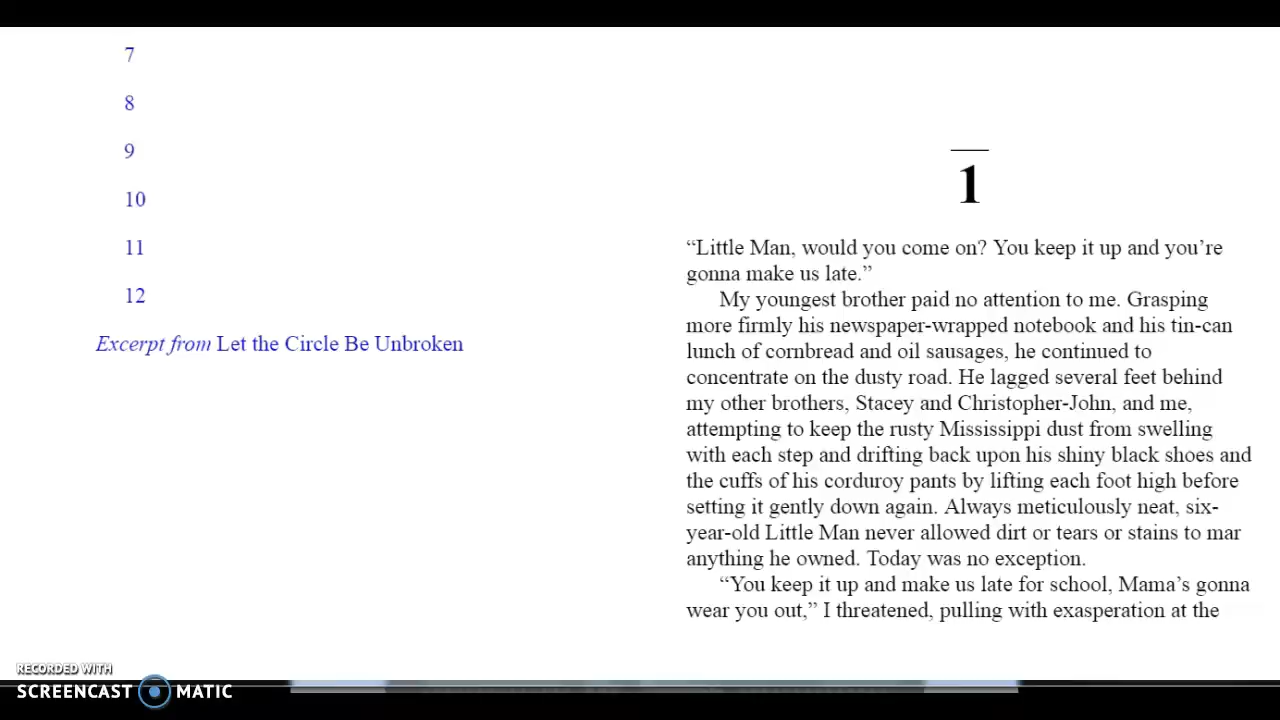 7
8
9
10
11
12
Excerpt from Let the Circle Be Unbroken
1
“Little Man, would you come on? You keep it up and you’re
gonna make us late.”
My youngest brother paid no attention to me. Grasping
more firmly his newspaper-wrapped notebook and his tin-can
lunch of cornbread and oil sausages, he continued to
concentrate on the dusty road. He lagged several feet behind
my other brothers, Stacey and Christopher-John, and me,
attempting to keep the rusty Mississippi dust from swelling
with each step and drifting back upon his shiny black shoes and
the cuffs of his corduroy pants by lifting each foot high before
setting it gently down again. Always meticulously neat, six-
year-old Little Man never allowed dirt or tears or stains to mar
anything he owned. Today was no exception.
“You keep it up and make us late for school, Mama’s gonna
wear you out,” I threatened, pulling with exasperation at the
RECORDED WITH
SCREENCAST MATIC